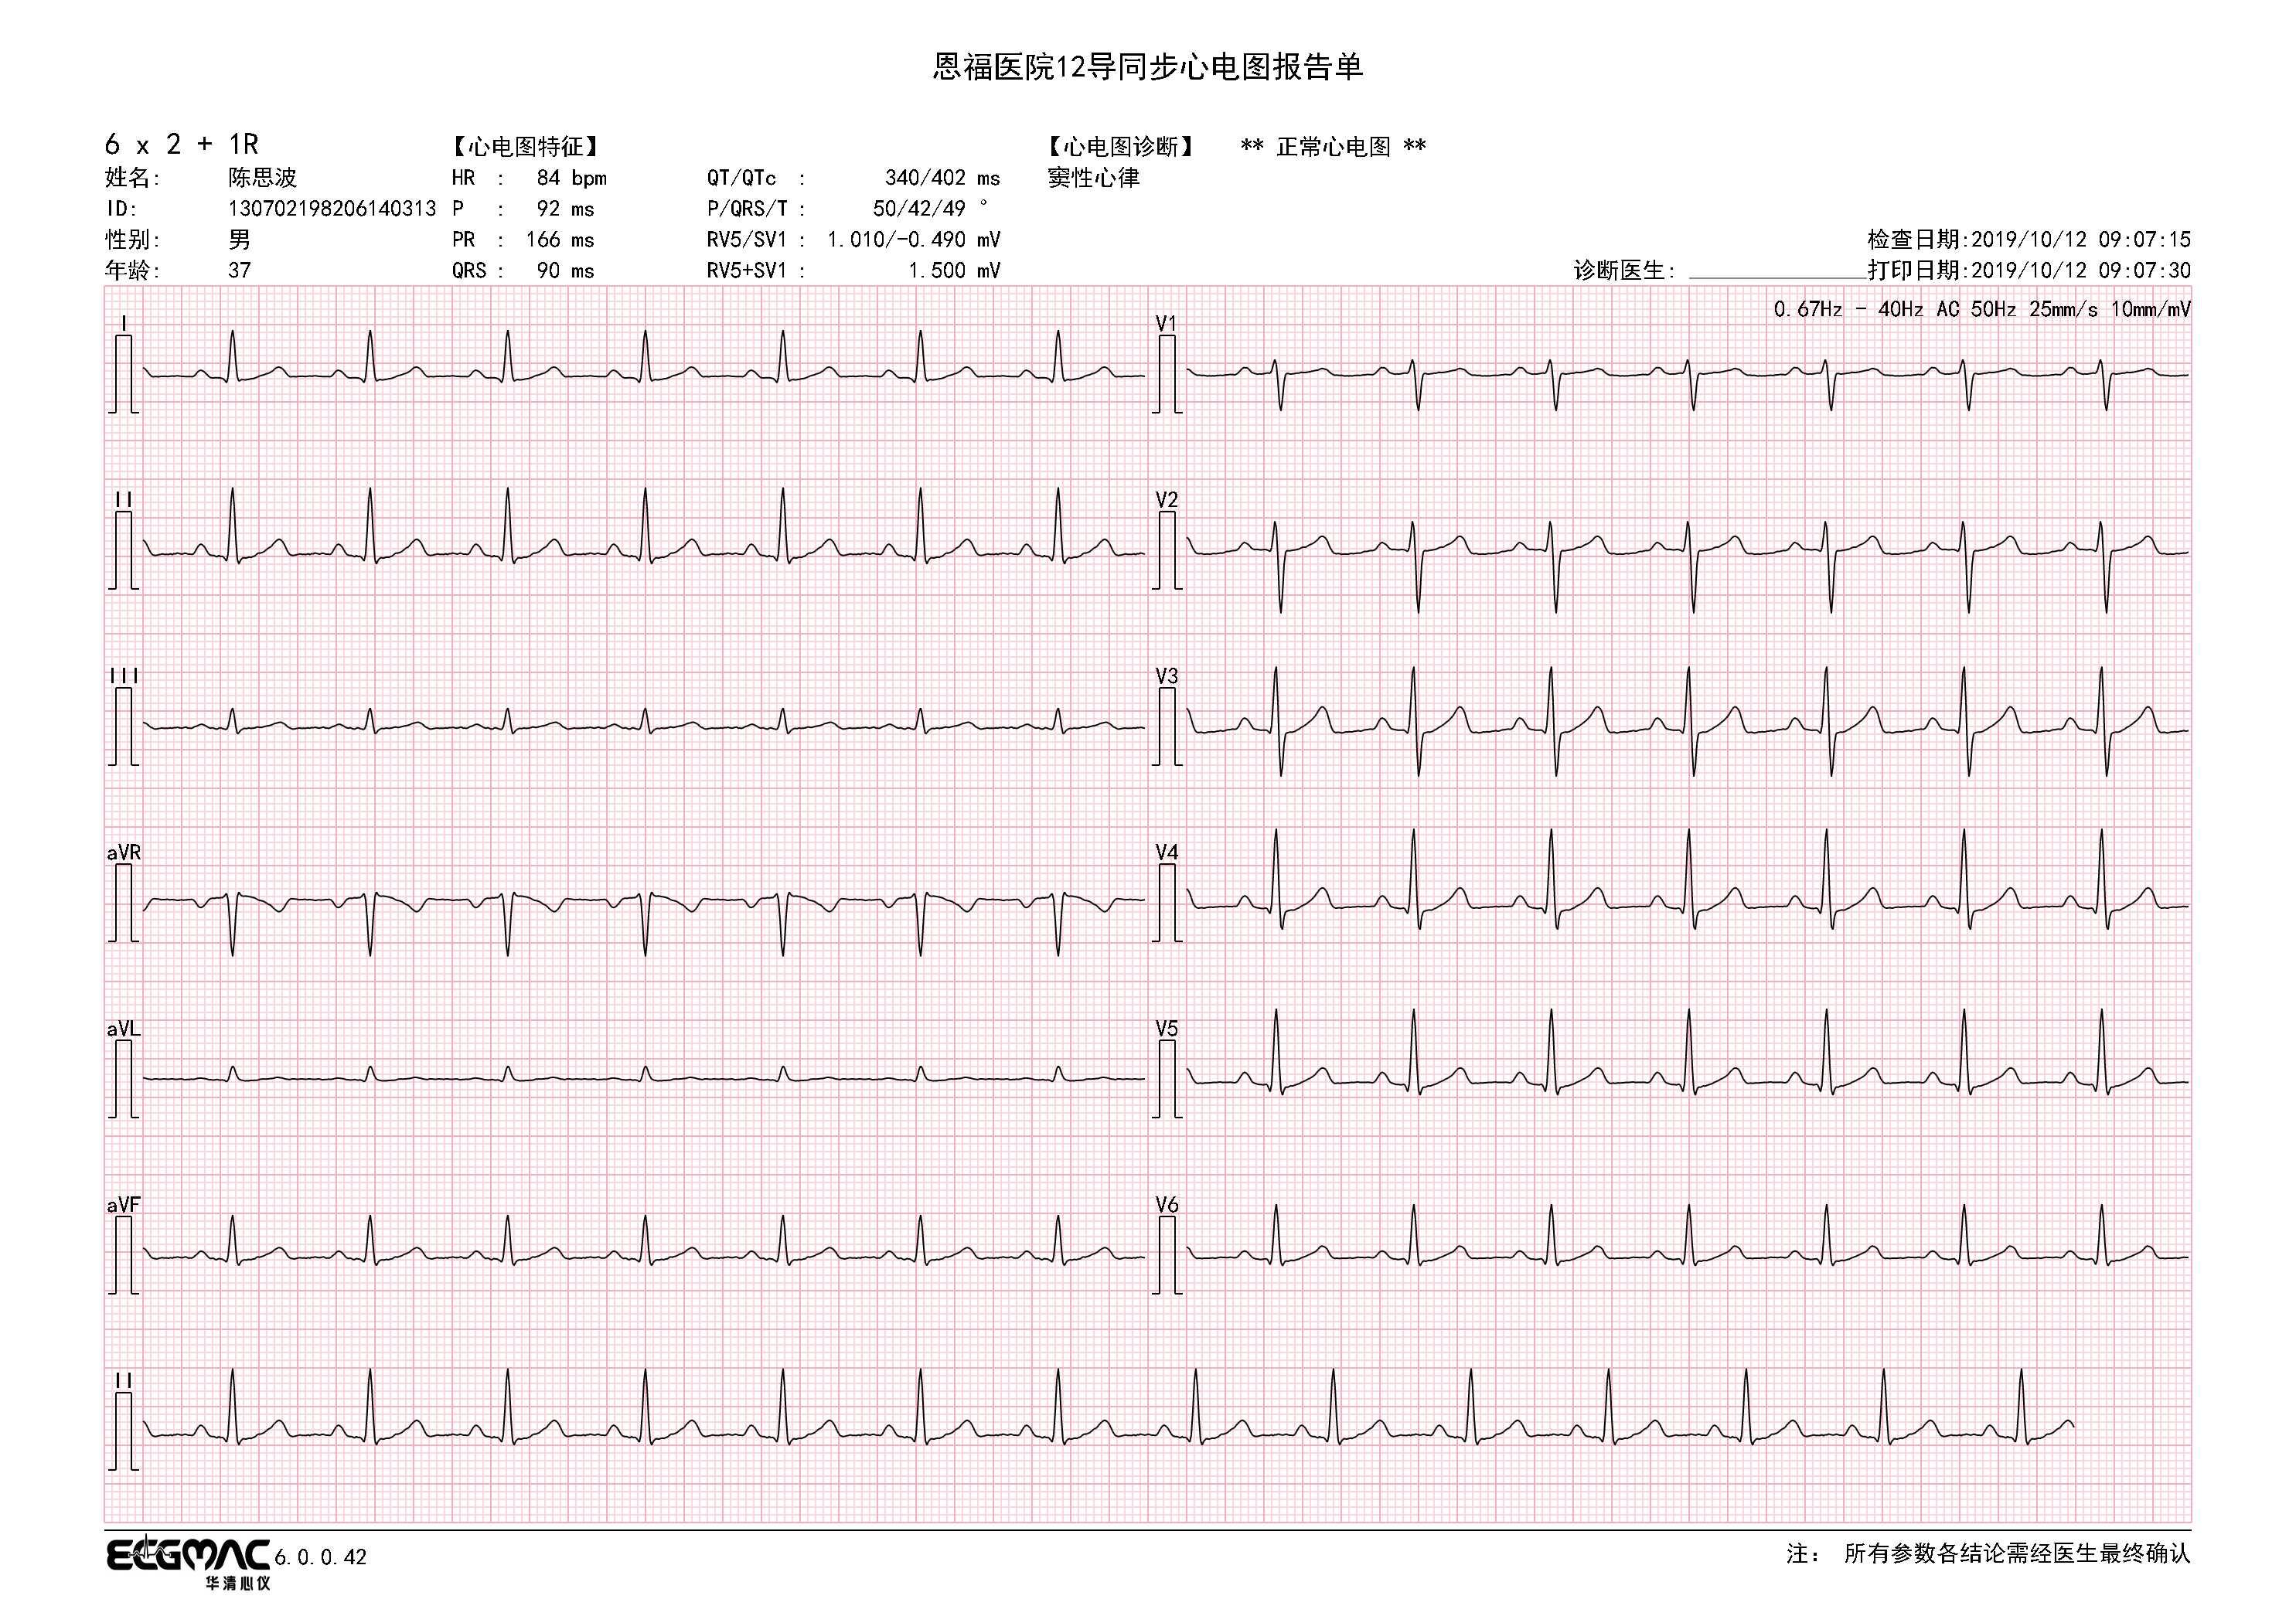 恩福医院12导同步心电图报告单
6 x 2 + 1R 【心电图特征】 【心电图诊断】 ** 正常心电图 **
姓名: 陈思波 HR : 84 bpm QT/QTc : 340/402 ms 窦性心律
ID: 130702198206140313 P : 92 ms P/QRS/T : 50/42/49 °
性别: 男 PR : 166 ms RV5/SV1 : 1.010/-0.490 mV 检查日期:2019/10/12 09:07:15
年龄: 37 QRS : 90 ms RV5+SV1 : 1.500 mV 诊断医生: 打印日期:2019/10/12 09:07:30
0.67Hz - 40Hz AC 50Hz 25mm/s 10mm/mV
I V1
II V2
III V3
aVR V4
aVL V5
aVF V6
II
ECGMAC 6.0.0.42 注: 所有参数各结论需经医生最终确认
华清心仪